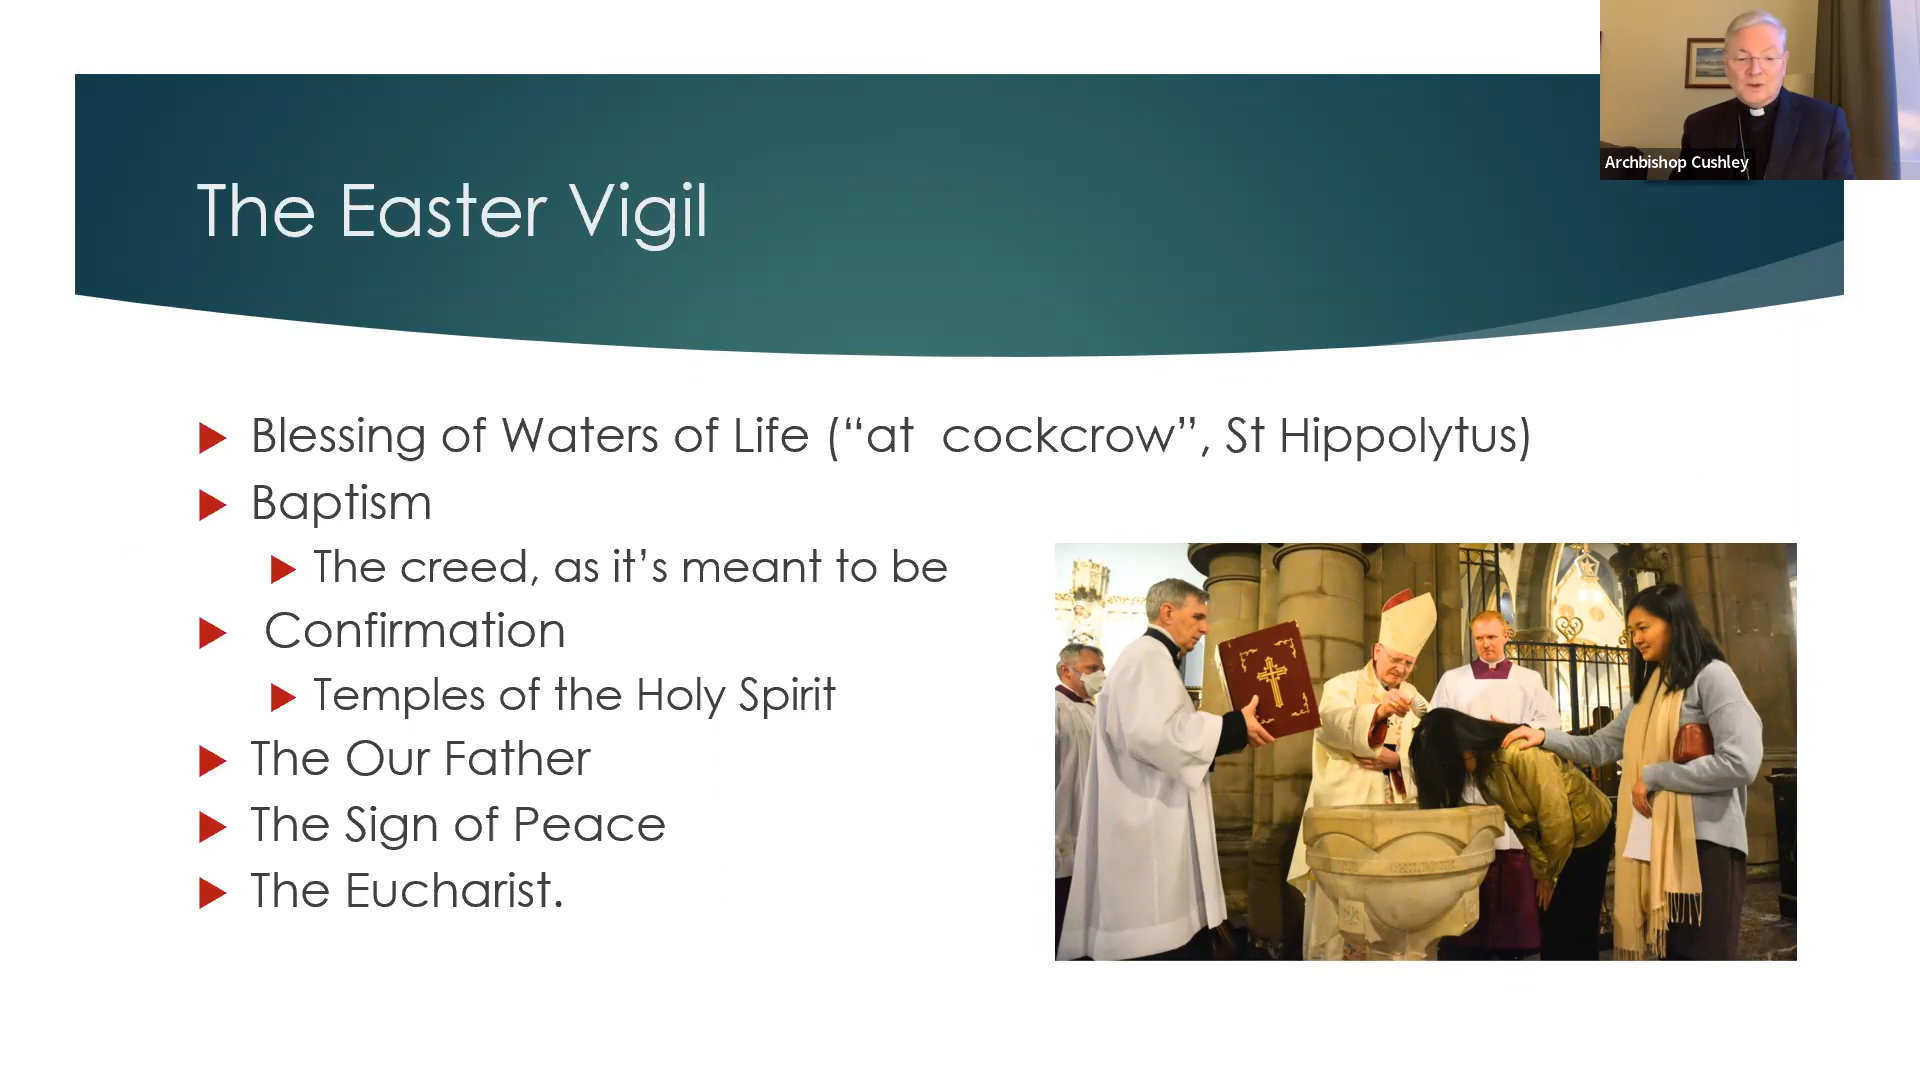 Archbishop Cushley
The Easter Vigil
Blessing of Waters of Life (“at  cockcrow”, St Hippolytus)
Baptism
The creed, as it’s meant to be
Confirmation
Temples of the Holy Spirit
The Our Father
The Sign of Peace
The Eucharist.